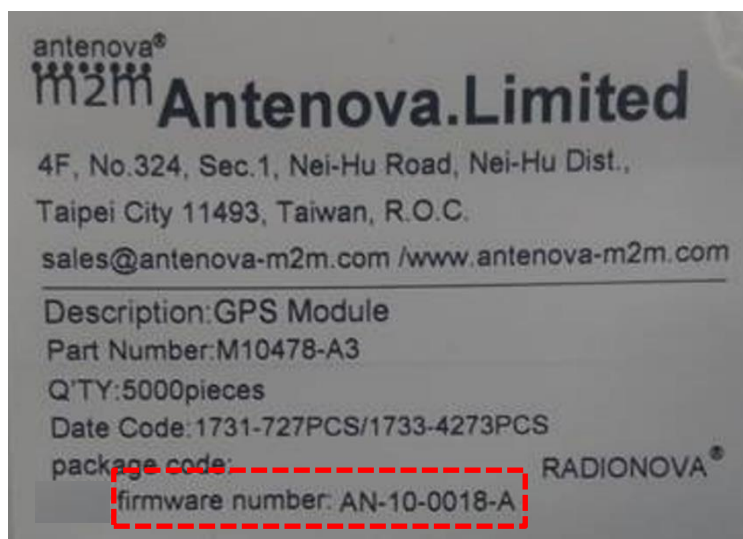 antenova®
m2m Antenova.Limited
4F, No.324, Sec.1, Nei-Hu Road, Nei-Hu Dist.,
Taipei City 11493, Taiwan, R.O.C.
sales@antenova-m2m.com /www.antenova-m2m.com
Description:GPS Module
Part Number:M10478-A3
Q'TY:5000pieces
Date Code:1731-727PCS/1733-4273PCS
package code: RADIONOVA®
firmware number: AN-10-0018-A